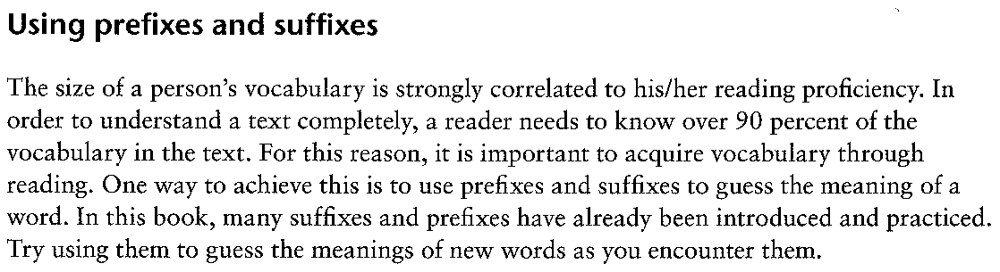 Using prefixes and suffixes
The size of a person's vocabulary is strongly correlated to his/her reading proficiency. In
order to understand a text completely, a reader needs to know over 90 percent of the
vocabulary in the text. For this reason, it is important to acquire vocabulary through
reading. One way to achieve this is to use prefixes and suffixes to guess the meaning of a
word. In this book, many suffixes and prefixes have already been introduced and practiced.
Try using them to guess the meanings of new words as you encounter them.